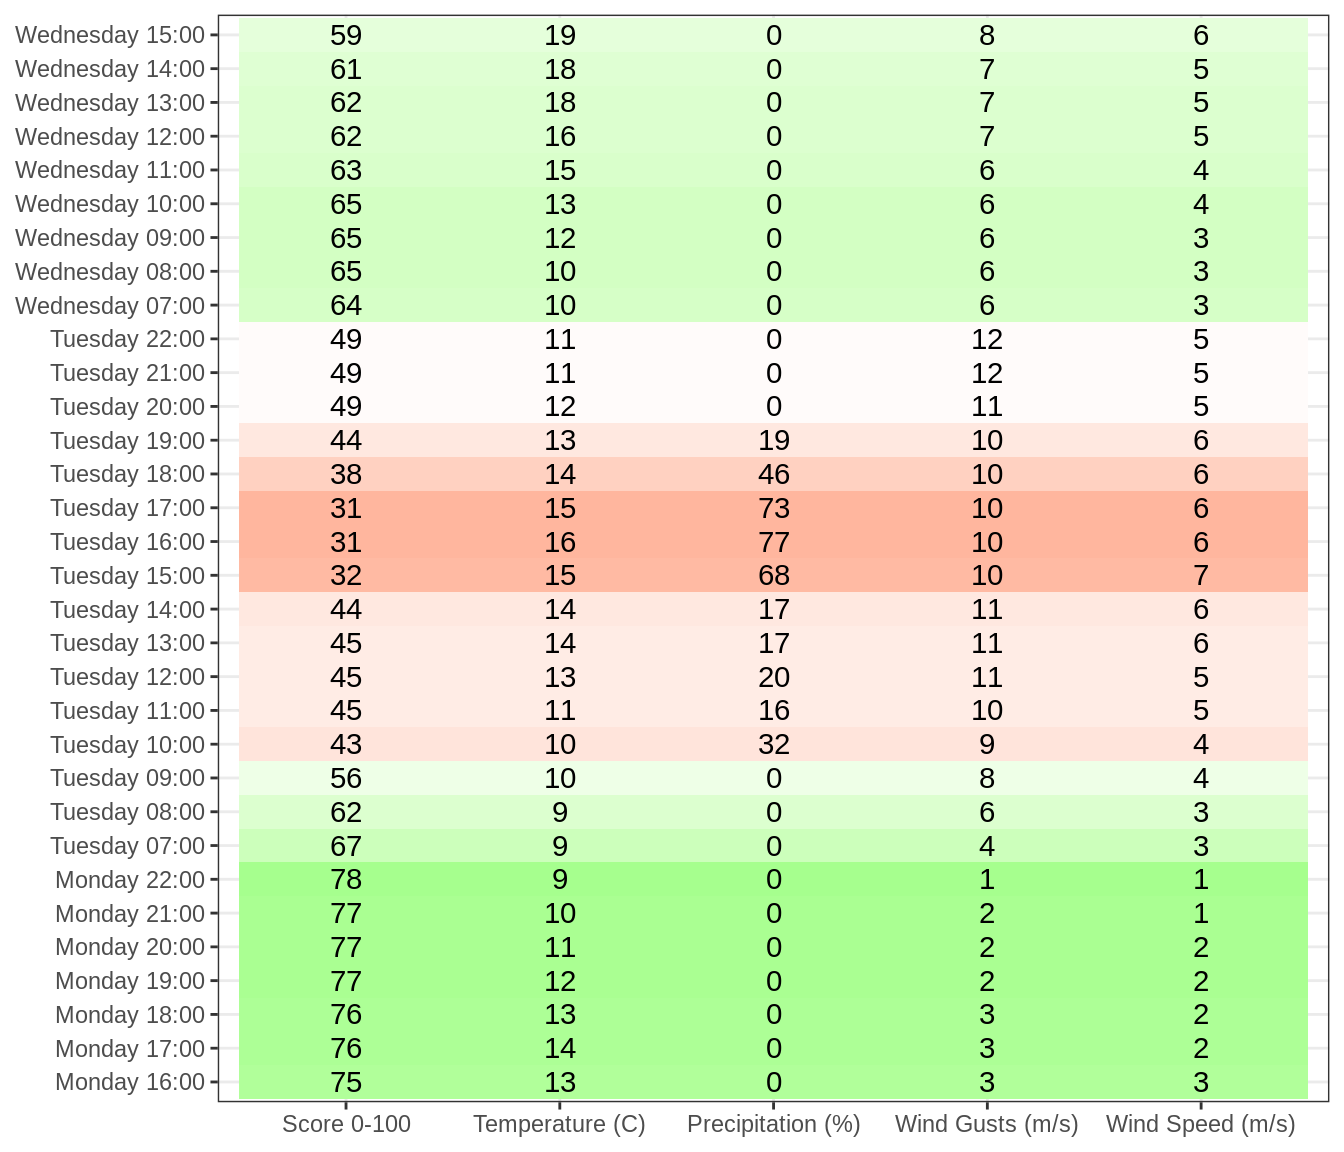 Wednesday 15:00 59 19 0 8 6
Wednesday 14:00 61 18 0 7 5
Wednesday 13:00 62 18 0 7 5
Wednesday 12:00 62 16 0 7 5
Wednesday 11:00 63 15 0 6 4
Wednesday 10:00 65 13 0 6 4
Wednesday 09:00 65 12 0 6 3
Wednesday 08:00 65 10 0 6 3
Wednesday 07:00 64 10 0 6 3
Tuesday 22:00 49 11 0 12 5
Tuesday 21:00 49 11 0 12 5
Tuesday 20:00 49 12 0 11 5
Tuesday 19:00 44 13 19 10 6
Tuesday 18:00 38 14 46 10 6
Tuesday 17:00 31 15 73 10 6
Tuesday 16:00 31 16 77 10 6
Tuesday 15:00 32 15 68 10 7
Tuesday 14:00 44 14 17 11 6
Tuesday 13:00 45 14 17 11 6
Tuesday 12:00 45 13 20 11 5
Tuesday 11:00 45 11 16 10 5
Tuesday 10:00 43 10 32 9 4
Tuesday 09:00 56 10 0 8 4
Tuesday 08:00 62 9 0 6 3
Tuesday 07:00 67 9 0 4 3
Monday 22:00 78 9 0 1 1
Monday 21:00 77 10 0 2 1
Monday 20:00 77 11 0 2 2
Monday 19:00 77 12 0 2 2
Monday 18:00 76 13 0 3 2
Monday 17:00 76 14 0 3 2
Monday 16:00 75 13 0 3 3
Score 0-100 Temperature (C) Precipitation (%) Wind Gusts (m/s) Wind Speed (m/s)